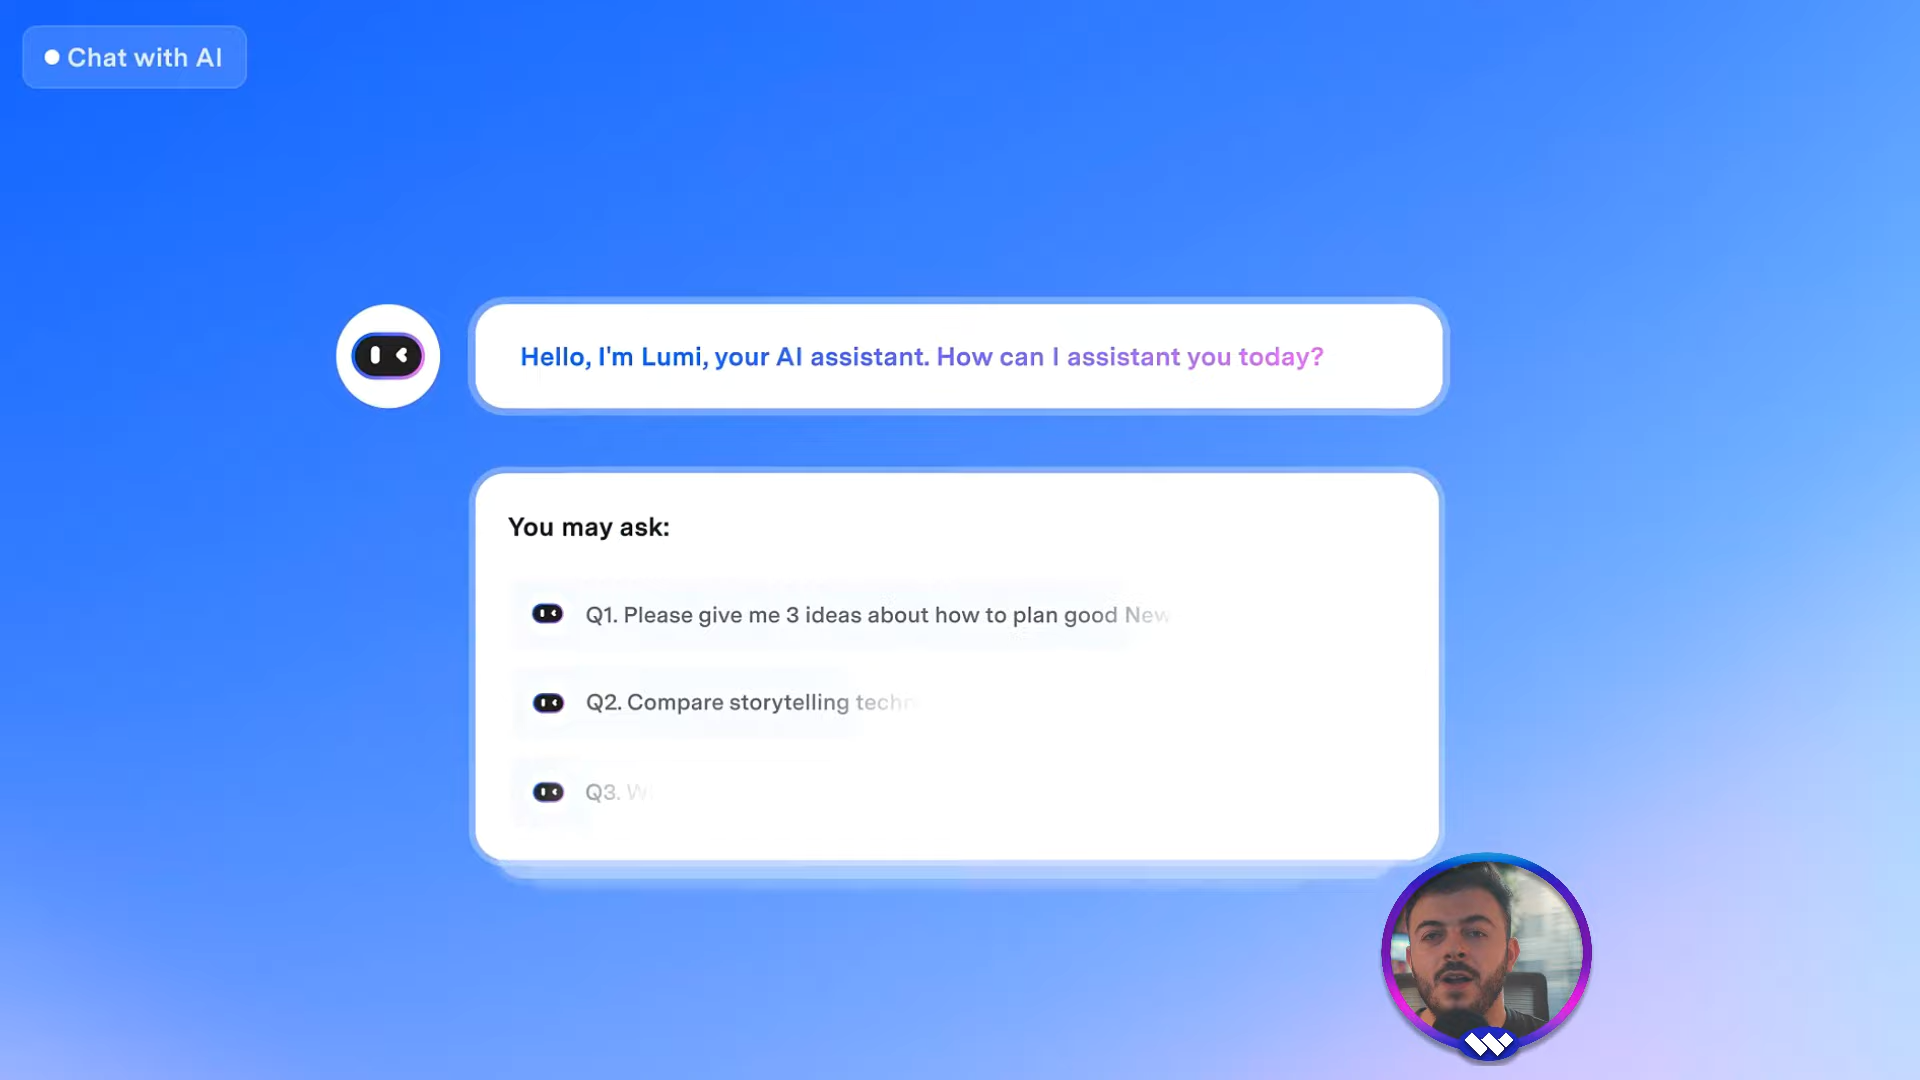 Chat with AI
Hello, I'm Lumi, your AI assistant. How can I assistant you today?
You may ask:
Q1. Please give me 3 ideas about how to plan good New
Q2. Compare storytelling
Q3.